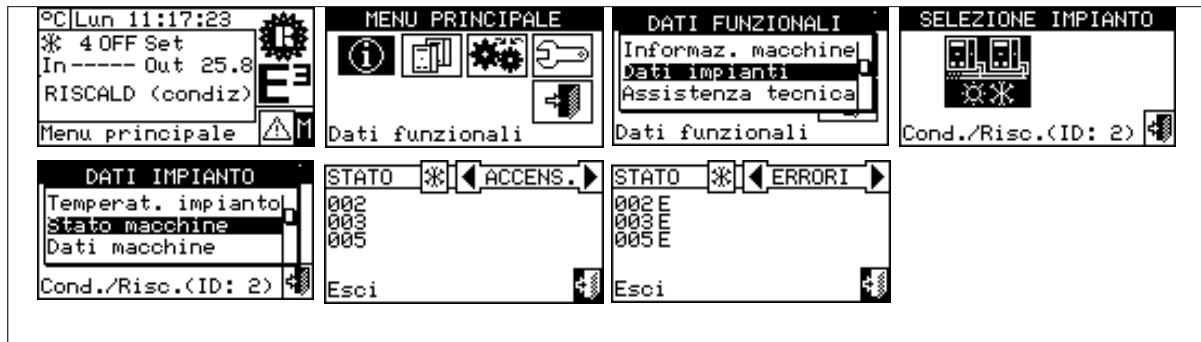 °C Lun 11:17:23
4 OFF Set
In ----- Out 25.8
RISCALD (condiz)
E3
Menu principale M
MENU PRINCIPALE
Dati funzionali
DATI FUNZIONALI
Informaz. macchine
Dati impianti
Assistenza tecnica
Dati funzionali
SELEZIONE IMPIANTO
Cond./Risc.(ID: 2)
DATI IMPIANTO
Temperat. impianto
Stato macchine
Dati macchine
Cond./Risc.(ID: 2)
STATO ACCENS.
002
003
005
Esci
STATO ERRORI
002 E
003 E
005 E
Esci